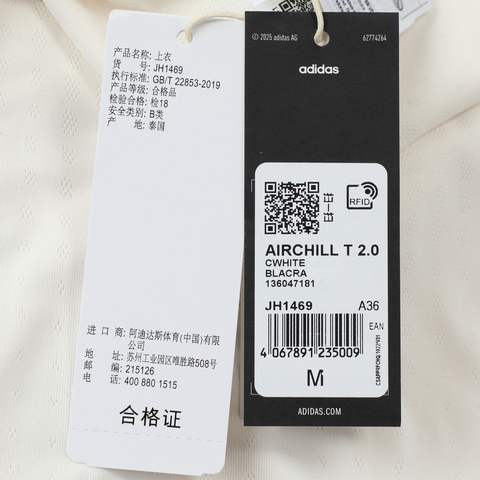 产品名称: 上衣
货 号: JH1469
执行标准: GB/T 22853-2019
产品等级: 合格品
检验合格: 检18
安全类别: B类
产 地: 泰国
进 口 商: 阿迪达斯体育(中国)有限
公司
地 址: 苏州工业园区唯胜路508号
邮 编: 215126
电 话: 400 880 1515
合格证
© 2025 adidas AG 62774264
adidas
RFID
AIRCHILL T 2.0
CWHITE
BLACRA
136047181
JH1469 A36
EAN
4 067891 235009
M
ADIDAS.COM